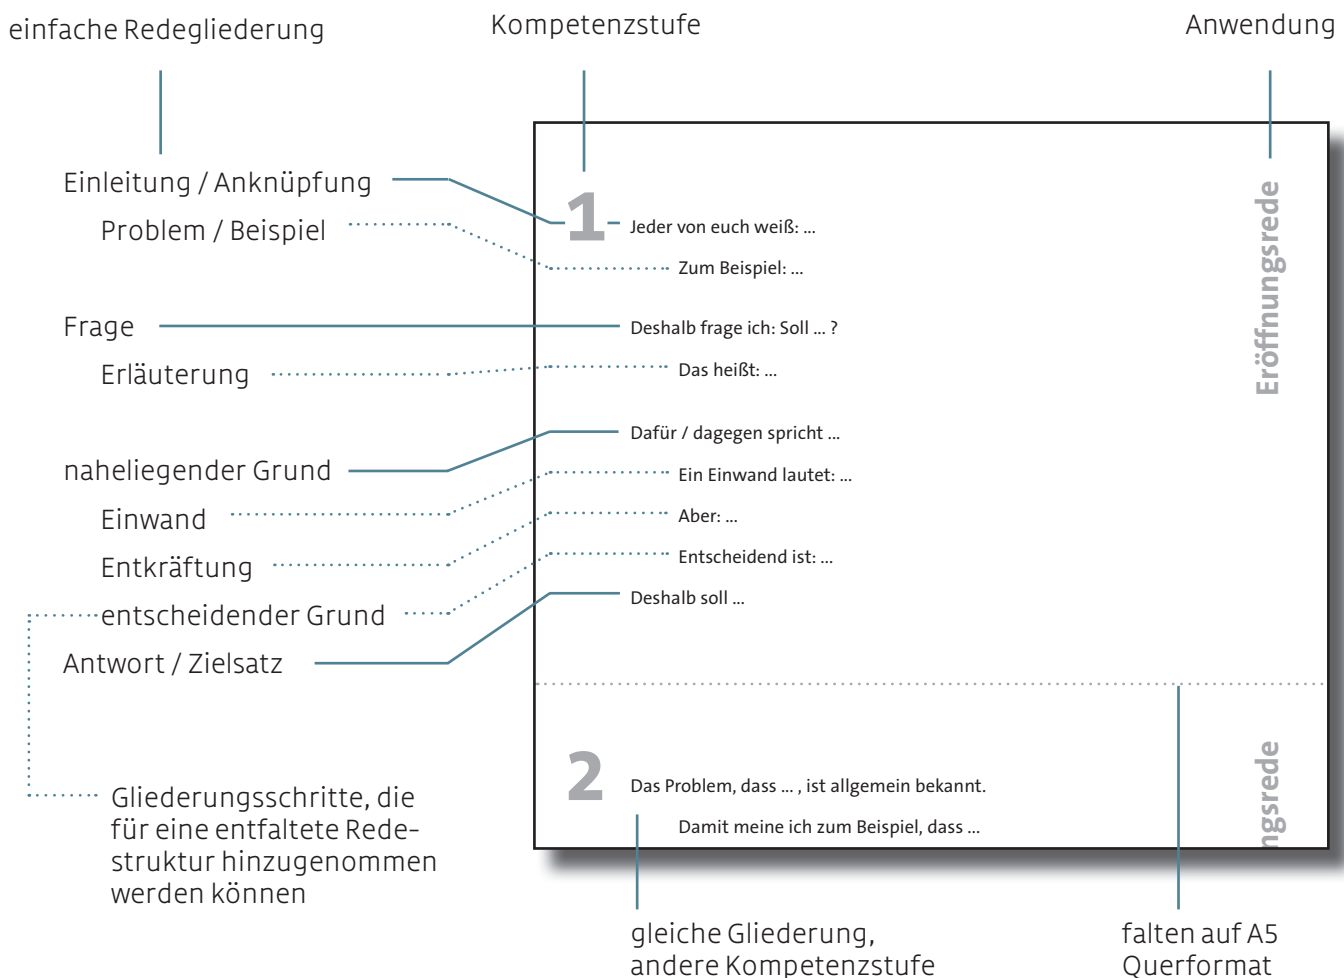 einfache Redegliederung
Kompetenzstufe
Anwendung
Einleitung / Anknüpfung
Problem / Beispiel
Frage
Erläuterung
naheliegender Grund
Einwand
Entkräftung
entscheidender Grund
Antwort / Zielsatz
Gliederungsschritte, die
für eine entfaltete Rede-
struktur hinzugenommen
werden können
1
Jeder von euch weiß: ...
Zum Beispiel: ...
Deshalb frage ich: Soll ... ?
Das heißt: ...
Dafür / dagegen spricht ...
Ein Einwand lautet: ...
Aber: ...
Entscheidend ist: ...
Deshalb soll ...
Eröffnungsrede
2
Das Problem, dass ... , ist allgemein bekannt.
Damit meine ich zum Beispiel, dass ...
ngsrede
gleiche Gliederung,
andere Kompetenzstufe
falten auf A5
Querformat